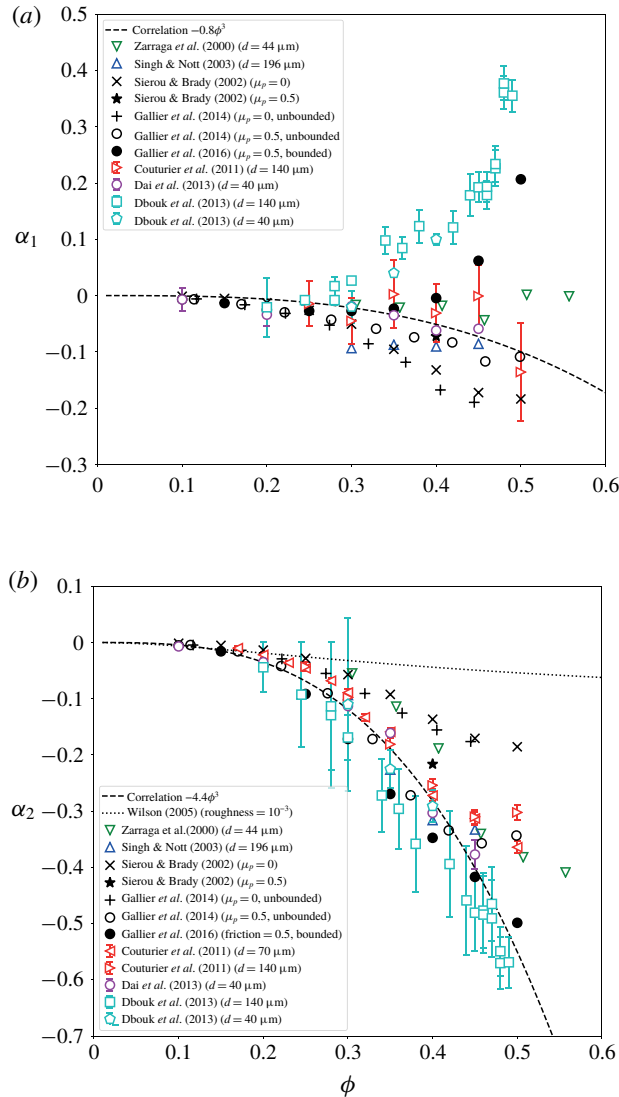 (a)
0.5
0.4
0.3
0.2
0.1
0
−0.1
−0.2
−0.3
α1
Correlation −0.8ϕ³
Zarraga et al. (2000) (d = 44 μm)
Singh & Nott (2003) (d = 196 μm)
Sierou & Brady (2002) (μp = 0)
Sierou & Brady (2002) (μp = 0.5)
Gallier et al. (2014) (μp = 0, unbounded)
Gallier et al. (2014) (μp = 0.5, unbounded
Gallier et al. (2016) (μp = 0.5, bounded)
Couturier et al. (2011) (d = 140 μm)
Dai et al. (2013) (d = 40 μm)
Dbouk et al. (2013) (d = 140 μm)
Dbouk et al. (2013) (d = 40 μm)
0 0.1 0.2 0.3 0.4 0.5 0.6
(b)
0.1
0
−0.1
−0.2
−0.3
−0.4
−0.5
−0.6
−0.7
α2
Correlation −4.4ϕ³
Wilson (2005) (roughness = 10⁻³)
Zarraga et al.(2000) (d = 44 μm)
Singh & Nott (2003) (d = 196 μm)
Sierou & Brady (2002) (μp = 0)
Sierou & Brady (2002) (μp = 0.5)
Gallier et al. (2014) (μp = 0, unbounded)
Gallier et al. (2014) (μp = 0.5, unbounded)
Gallier et al. (2016) (friction = 0.5, bounded)
Couturier et al. (2011) (d = 70 μm)
Couturier et al. (2011) (d = 140 μm)
Dai et al. (2013) (d = 40 μm)
Dbouk et al. (2013) (d = 140 μm)
Dbouk et al. (2013) (d = 40 μm)
0 0.1 0.2 0.3 0.4 0.5 0.6
ϕ